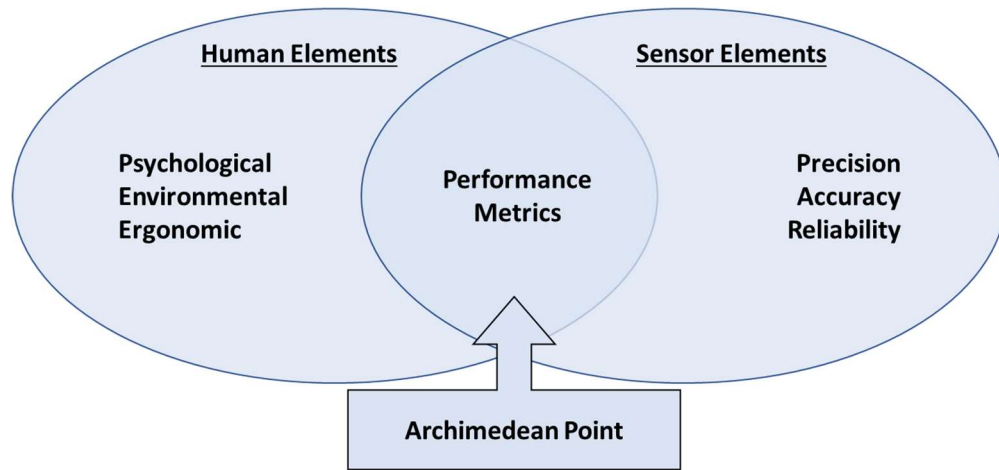 Human Elements
Sensor Elements
Psychological
Environmental
Ergonomic
Performance
Metrics
Precision
Accuracy
Reliability
Archimedean Point